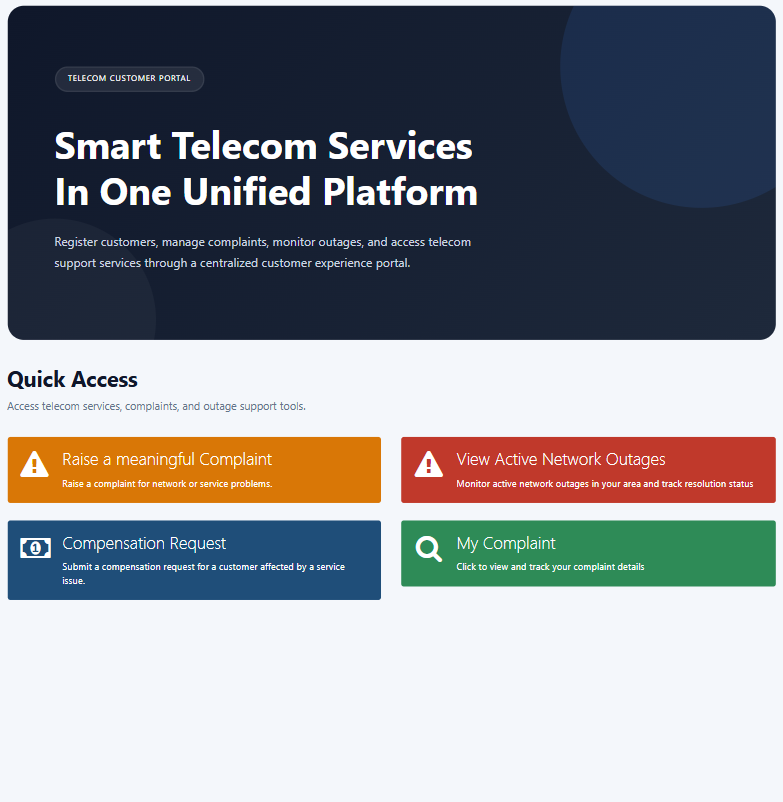 TELECOM CUSTOMER PORTAL
Smart Telecom Services
In One Unified Platform
Register customers, manage complaints, monitor outages, and access telecom
support services through a centralized customer experience portal.
Quick Access
Access telecom services, complaints, and outage support tools.
Raise a meaningful Complaint
Raise a complaint for network or service problems.
View Active Network Outages
Monitor active network outages in your area and track resolution status
1
Compensation Request
Submit a compensation request for a customer affected by a service
issue.
My Complaint
Click to view and track your complaint details